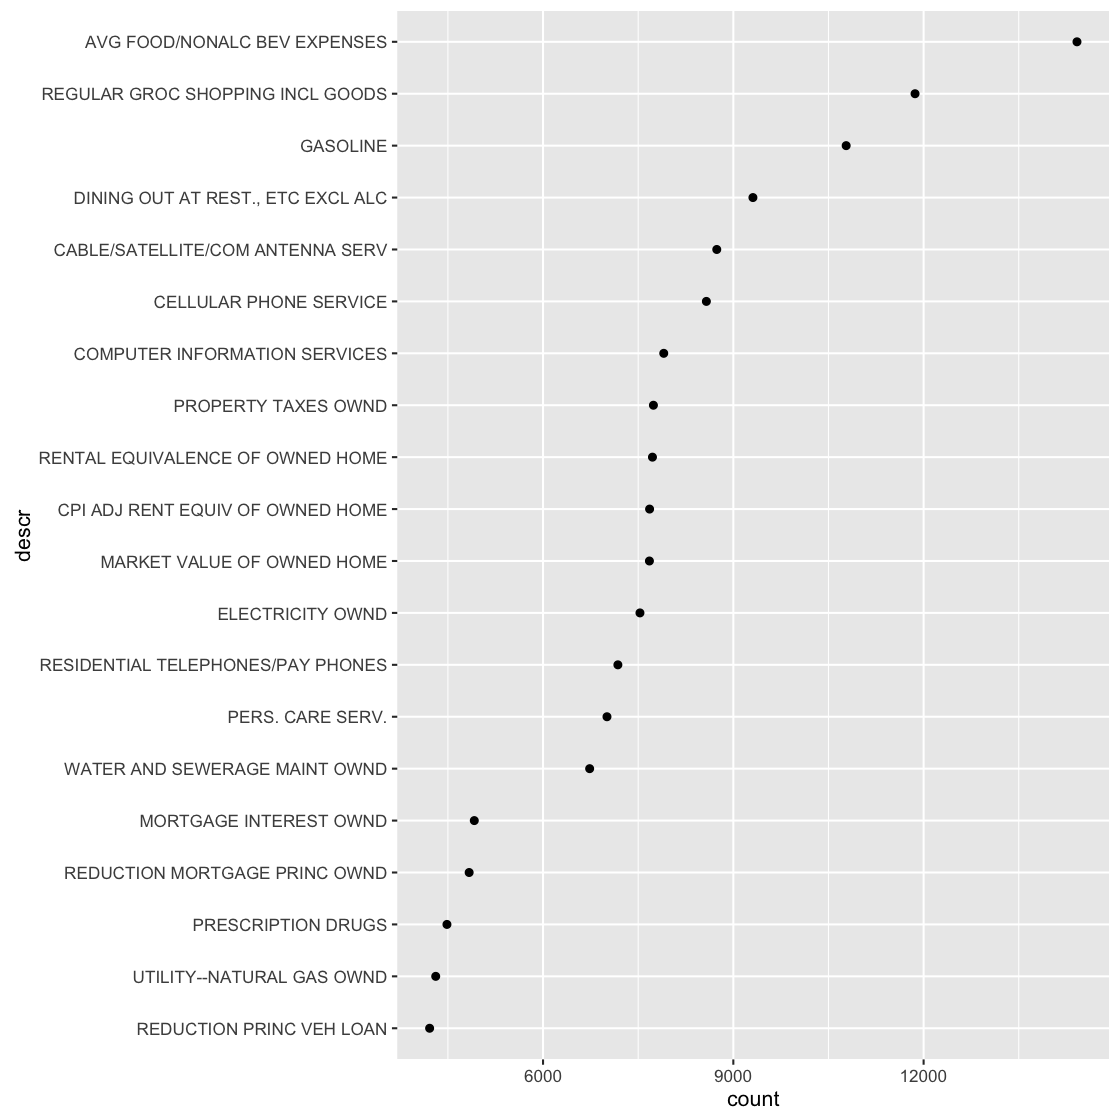 AVG FOOD/NONALC BEV EXPENSES
REGULAR GROC SHOPPING INCL GOODS
GASOLINE
DINING OUT AT REST., ETC EXCL ALC
CABLE/SATELLITE/COM ANTENNA SERV
CELLULAR PHONE SERVICE
COMPUTER INFORMATION SERVICES
PROPERTY TAXES OWND
RENTAL EQUIVALENCE OF OWNED HOME
CPI ADJ RENT EQUIV OF OWNED HOME
MARKET VALUE OF OWNED HOME
ELECTRICITY OWND
RESIDENTIAL TELEPHONES/PAY PHONES
PERS. CARE SERV.
WATER AND SEWERAGE MAINT OWND
MORTGAGE INTEREST OWND
REDUCTION MORTGAGE PRINC OWND
PRESCRIPTION DRUGS
UTILITY--NATURAL GAS OWND
REDUCTION PRINC VEH LOAN
descr
6000 9000 12000
count